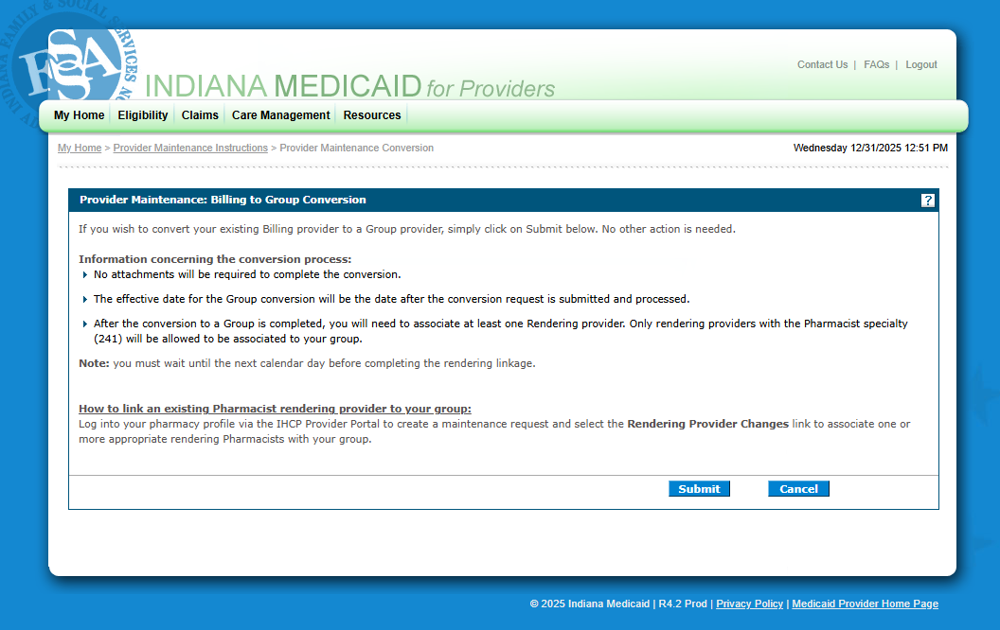 INDIANA FAMILY & SOCIAL SERVICES
FSSA
INDIANA MEDICAID for Providers
Contact Us | FAQs | Logout
My Home Eligibility Claims Care Management Resources
My Home > Provider Maintenance Instructions > Provider Maintenance Conversion Wednesday 12/31/2025 12:51 PM
Provider Maintenance: Billing to Group Conversion ?
If you wish to convert your existing Billing provider to a Group provider, simply click on Submit below. No other action is needed.
Information concerning the conversion process:
No attachments will be required to complete the conversion.
The effective date for the Group conversion will be the date after the conversion request is submitted and processed.
After the conversion to a Group is completed, you will need to associate at least one Rendering provider. Only rendering providers with the Pharmacist specialty
(241) will be allowed to be associated to your group.
Note: you must wait until the next calendar day before completing the rendering linkage.
How to link an existing Pharmacist rendering provider to your group:
Log into your pharmacy profile via the IHCP Provider Portal to create a maintenance request and select the Rendering Provider Changes link to associate one or
more appropriate rendering Pharmacists with your group.
Submit Cancel
© 2025 Indiana Medicaid | R4.2 Prod | Privacy Policy | Medicaid Provider Home Page